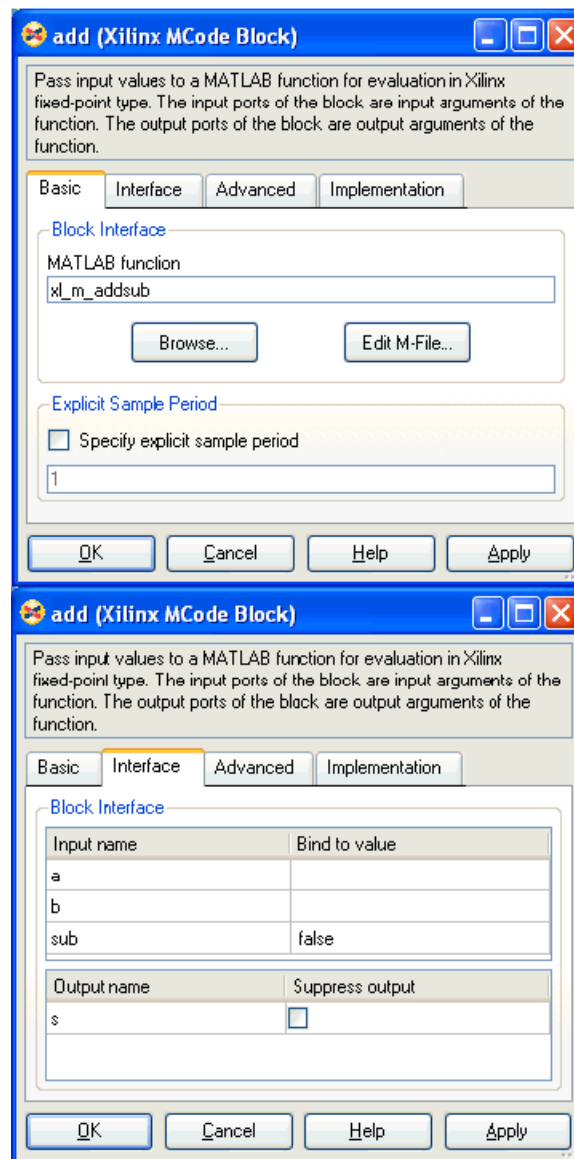 add (Xilinx MCode Block)
Pass input values to a MATLAB function for evaluation in Xilinx
fixed-point type. The input ports of the block are input arguments of the
function. The output ports of the block are output arguments of the
function.
Basic Interface Advanced Implementation
Block Interface
MATLAB function
xl_m_addsub
Browse... Edit M-File...
Explicit Sample Period
Specify explicit sample period
1
OK Cancel Help Apply
add (Xilinx MCode Block)
Pass input values to a MATLAB function for evaluation in Xilinx
fixed-point type. The input ports of the block are input arguments of the
function. The output ports of the block are output arguments of the
function.
Basic Interface Advanced Implementation
Block Interface
Input name Bind to value
a
b
sub false
Output name Suppress output
s
OK Cancel Help Apply